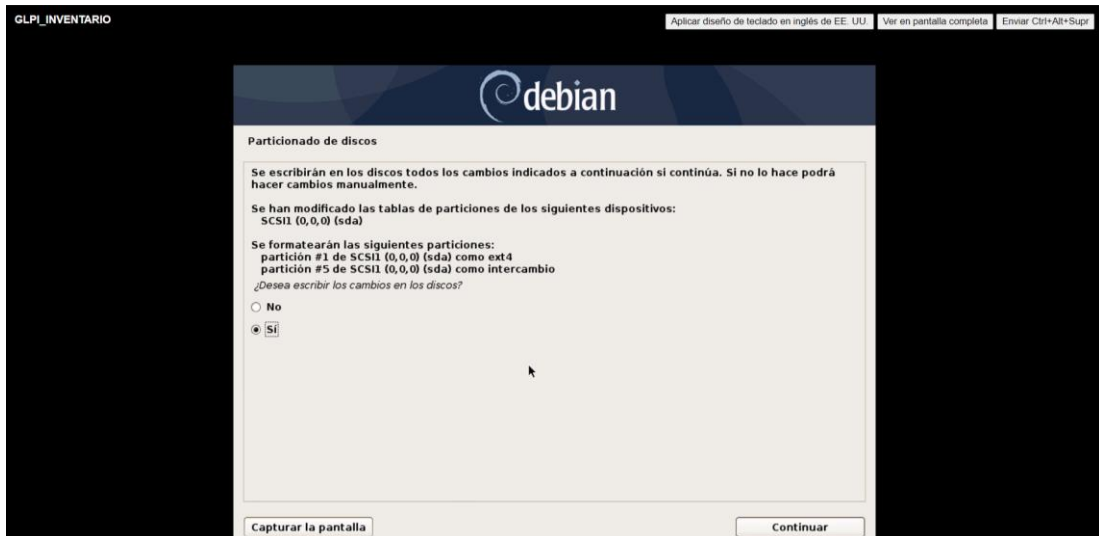 GLPI_INVENTARIO
Aplicar diseño de teclado en inglés de EE. UU. Ver en pantalla completa Enviar Ctrl+Alt+Supr
debian
Particionado de discos
Se escribirán en los discos todos los cambios indicados a continuación si continúa. Si no lo hace podrá
hacer cambios manualmente.
Se han modificado las tablas de particiones de los siguientes dispositivos:
SCSI1 (0,0,0) (sda)
Se formatearán las siguientes particiones:
partición #1 de SCSI1 (0,0,0) (sda) como ext4
partición #5 de SCSI1 (0,0,0) (sda) como intercambio
¿Desea escribir los cambios en los discos?
No
Sí
Capturar la pantalla Continuar